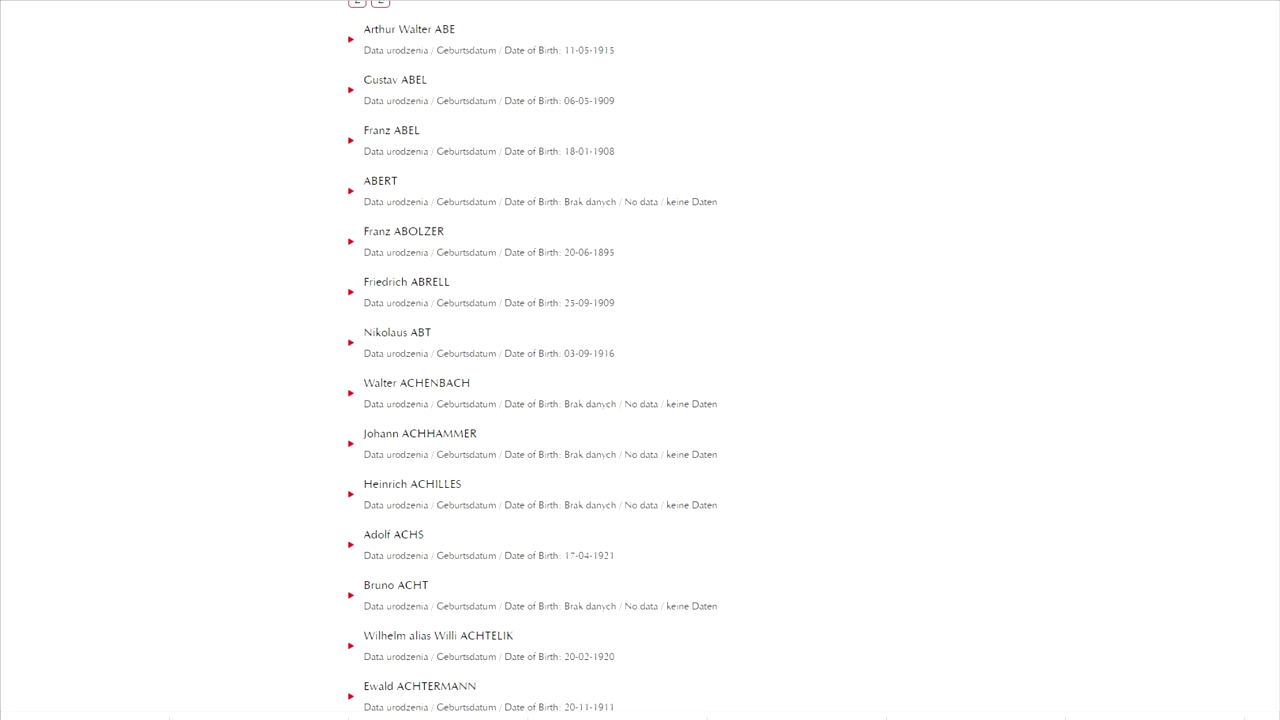 Arthur Walter ABE
Data urodzenia / Geburtsdatum / Date of Birth: 11-05-1915
Gustav ABEL
Data urodzenia / Geburtsdatum / Date of Birth: 06-05-1909
Franz ABEL
Data urodzenia / Geburtsdatum / Date of Birth: 18-01-1908
ABERT
Data urodzenia / Geburtsdatum / Date of Birth: Brak danych / No data / keine Daten
Franz ABOLZER
Data urodzenia / Geburtsdatum / Date of Birth: 20-06-1895
Friedrich ABRELL
Data urodzenia / Geburtsdatum / Date of Birth: 25-09-1909
Nikolaus ABT
Data urodzenia / Geburtsdatum / Date of Birth: 03-09-1916
Walter ACHENBACH
Data urodzenia / Geburtsdatum / Date of Birth: Brak danych / No data / keine Daten
Johann ACHHAMMER
Data urodzenia / Geburtsdatum / Date of Birth: Brak danych / No data / keine Daten
Heinrich ACHILLES
Data urodzenia / Geburtsdatum / Date of Birth: Brak danych / No data / keine Daten
Adolf ACHS
Data urodzenia / Geburtsdatum / Date of Birth: 17-04-1921
Bruno ACHT
Data urodzenia / Geburtsdatum / Date of Birth: Brak danych / No data / keine Daten
Wilhelm alias Willi ACHTELIK
Data urodzenia / Geburtsdatum / Date of Birth: 20-02-1920
Ewald ACHTERMANN
Data urodzenia / Geburtsdatum / Date of Birth: 20-11-1911